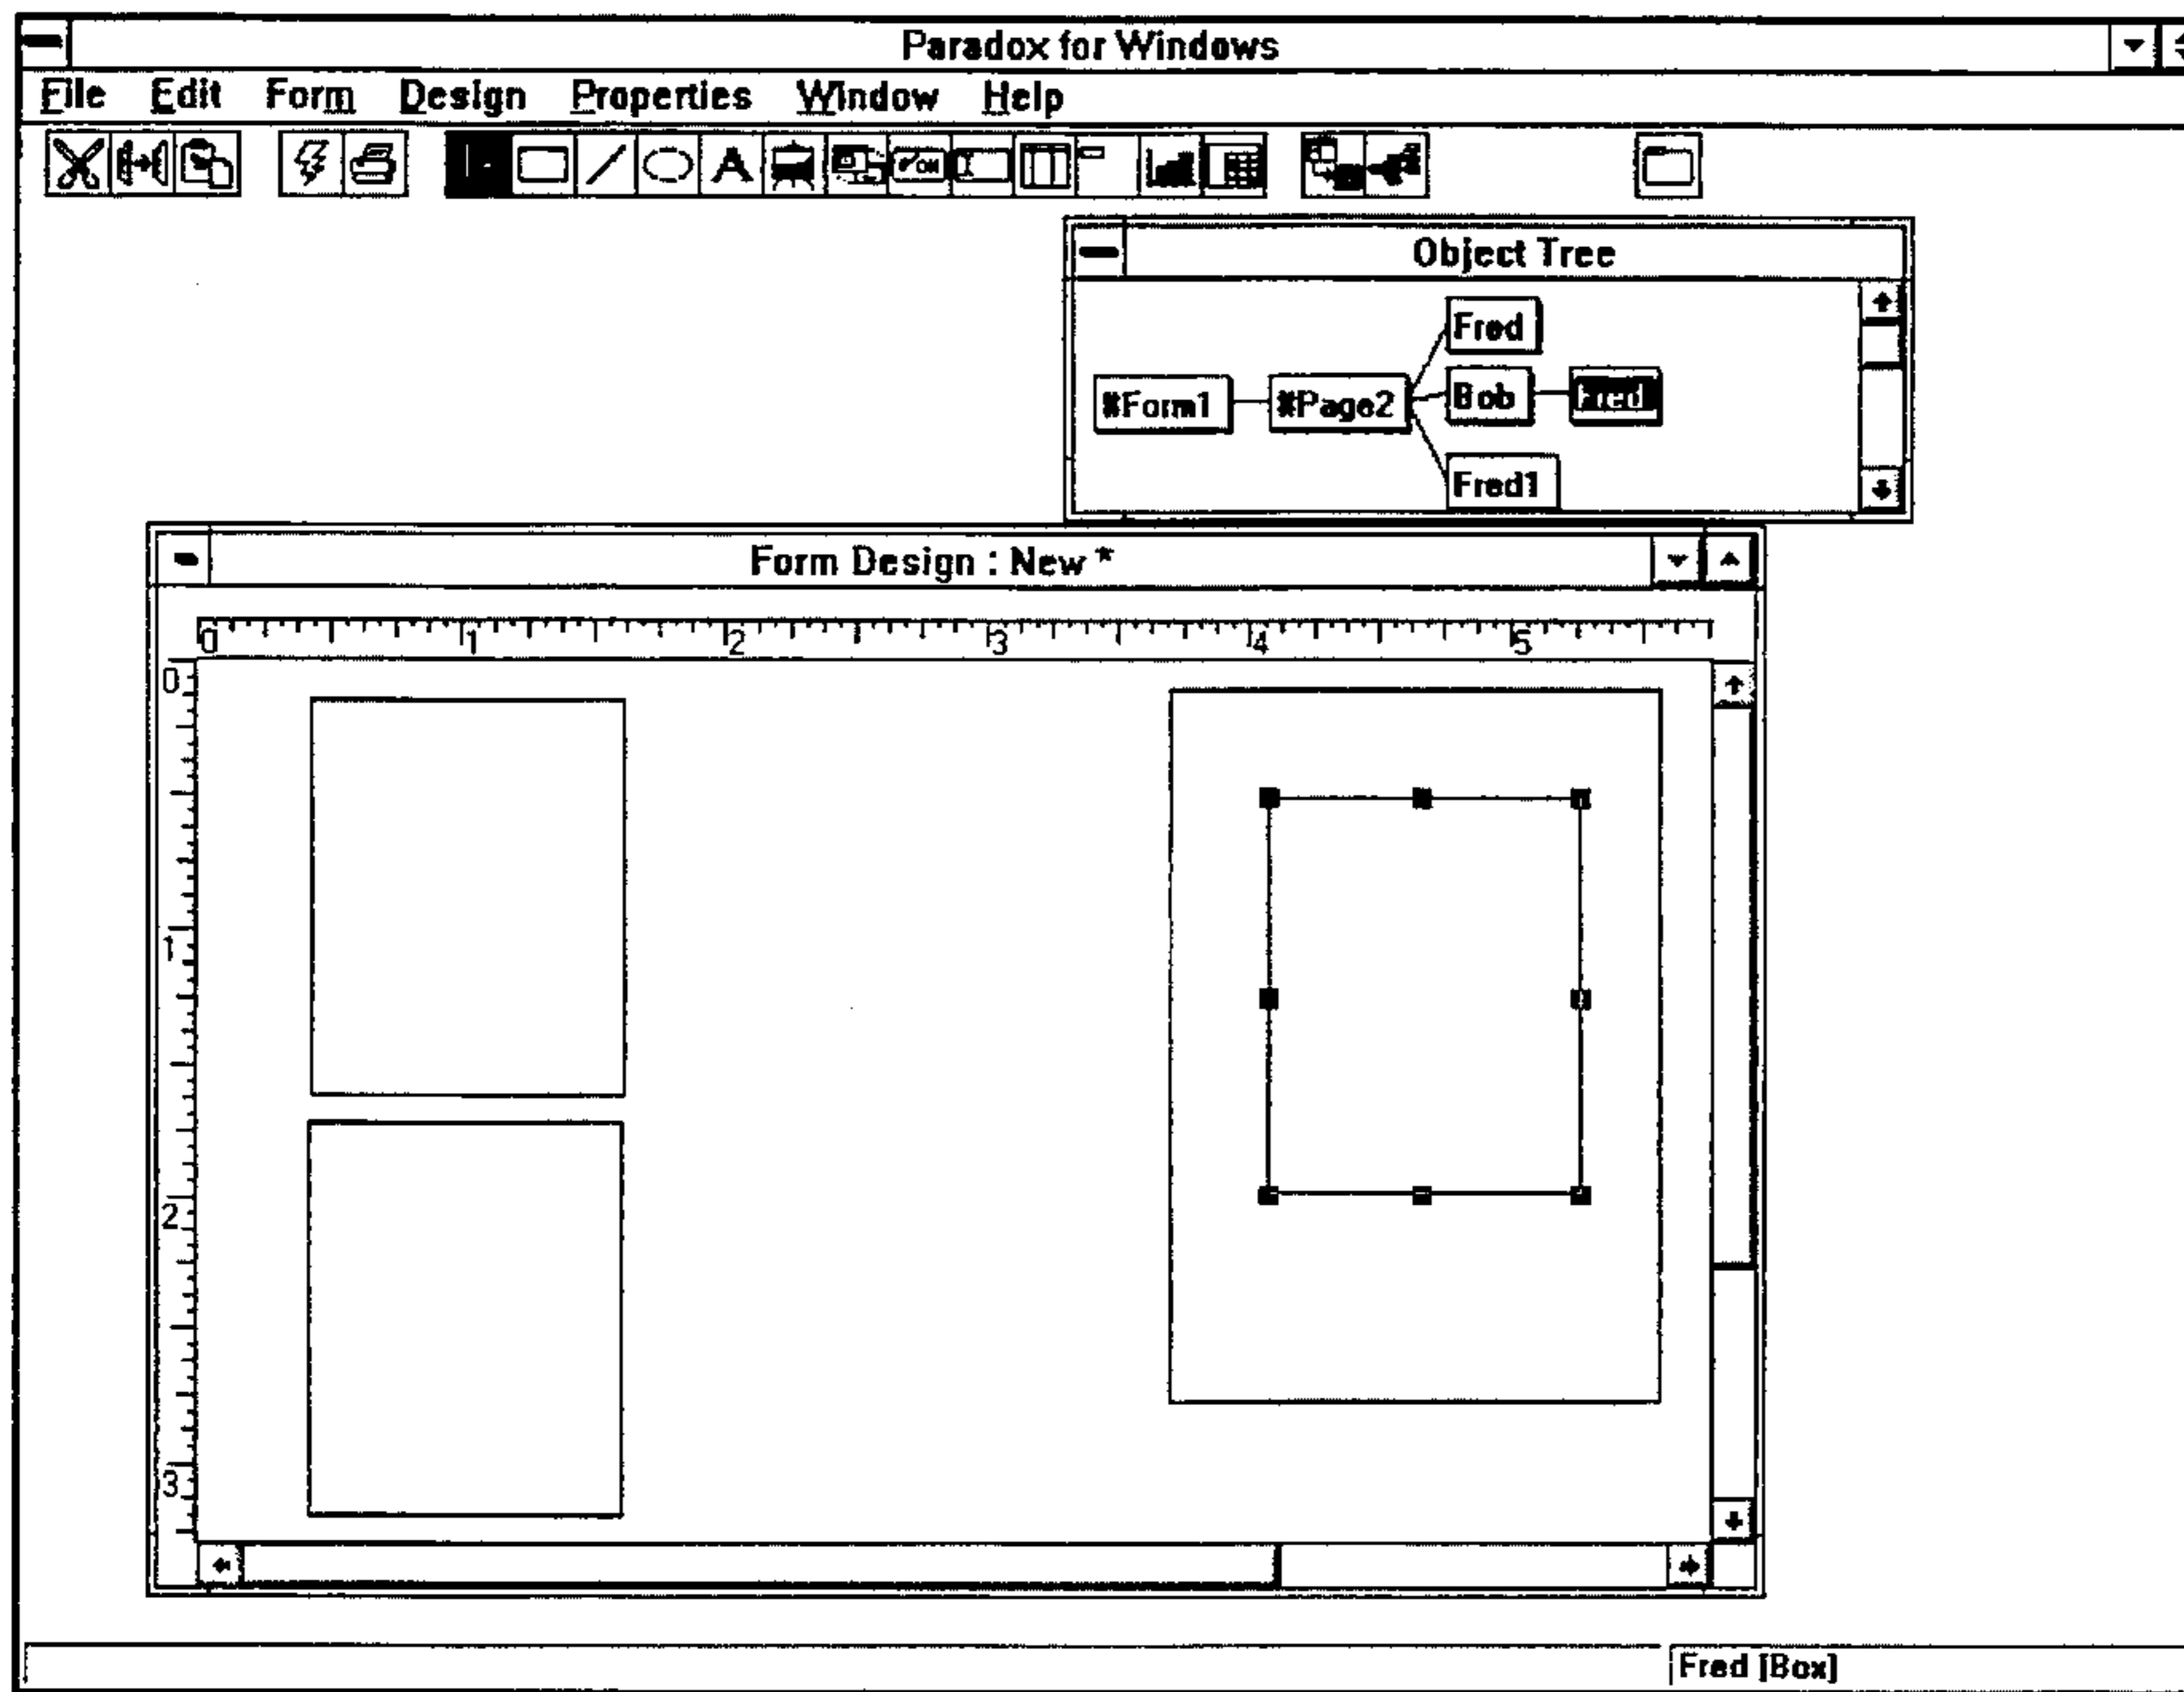 Paradox for Windows
File Edit Form Design Properties Window Help
A ON
Object Tree
Fred
#Form1 #Page2 Bob Fred
Fred1
Form Design : New *
0 1 2 3 4 5
0
1
2
3
Fred [Box]